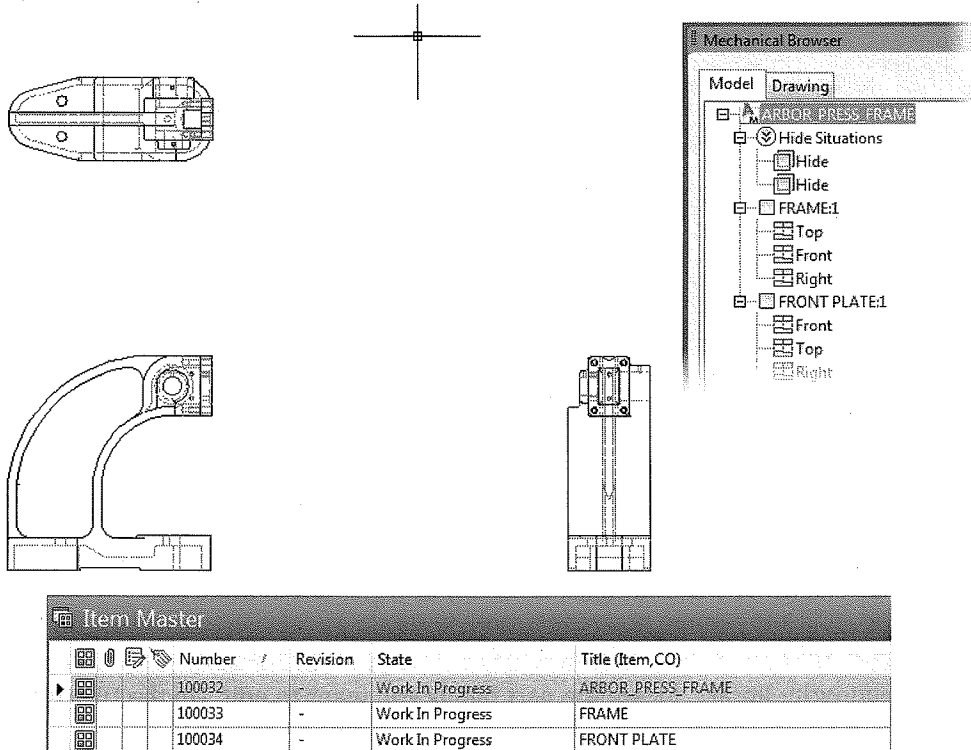 Mechanical Browser
Model Drawing
ARBOR_PRESS_FRAME
Hide Situations
Hide
Hide
FRAME:1
Top
Front
Right
FRONT PLATE:1
Front
Top
Right
Item Master
Number / Revision State Title (Item,CO)
100032 - Work In Progress ARBOR_PRESS_FRAME
100033 - Work In Progress FRAME
100034 - Work In Progress FRONT PLATE